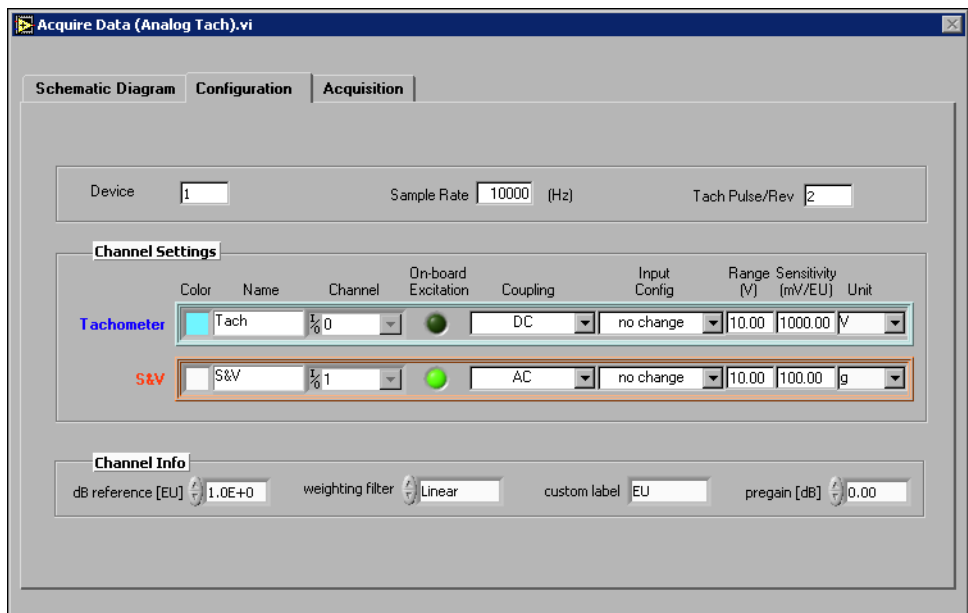 Acquire Data (Analog Tach).vi
Schematic Diagram Configuration Acquisition
Device 1 Sample Rate 10000 (Hz) Tach Pulse/Rev 2
Channel Settings
Color Name Channel On-board Excitation Coupling Input Config Range (V) Sensitivity (mV/EU) Unit
Tachometer Tach I/O 0 DC no change 10.00 1000.00 V
S&V S&V I/O 1 AC no change 10.00 100.00 g
Channel Info
dB reference [EU] 1.0E+0 weighting filter Linear custom label EU pregain [dB] 0.00